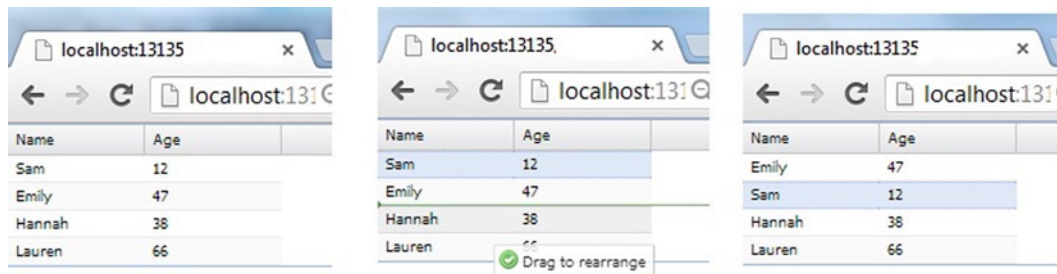 localhost:13135
localhost:131
Name Age
Sam 12
Emily 47
Hannah 38
Lauren 66
localhost:13135
localhost:131
Name Age
Sam 12
Emily 47
Hannah 38
Lauren 66
Drag to rearrange
localhost:13135
localhost:131
Name Age
Emily 47
Sam 12
Hannah 38
Lauren 66